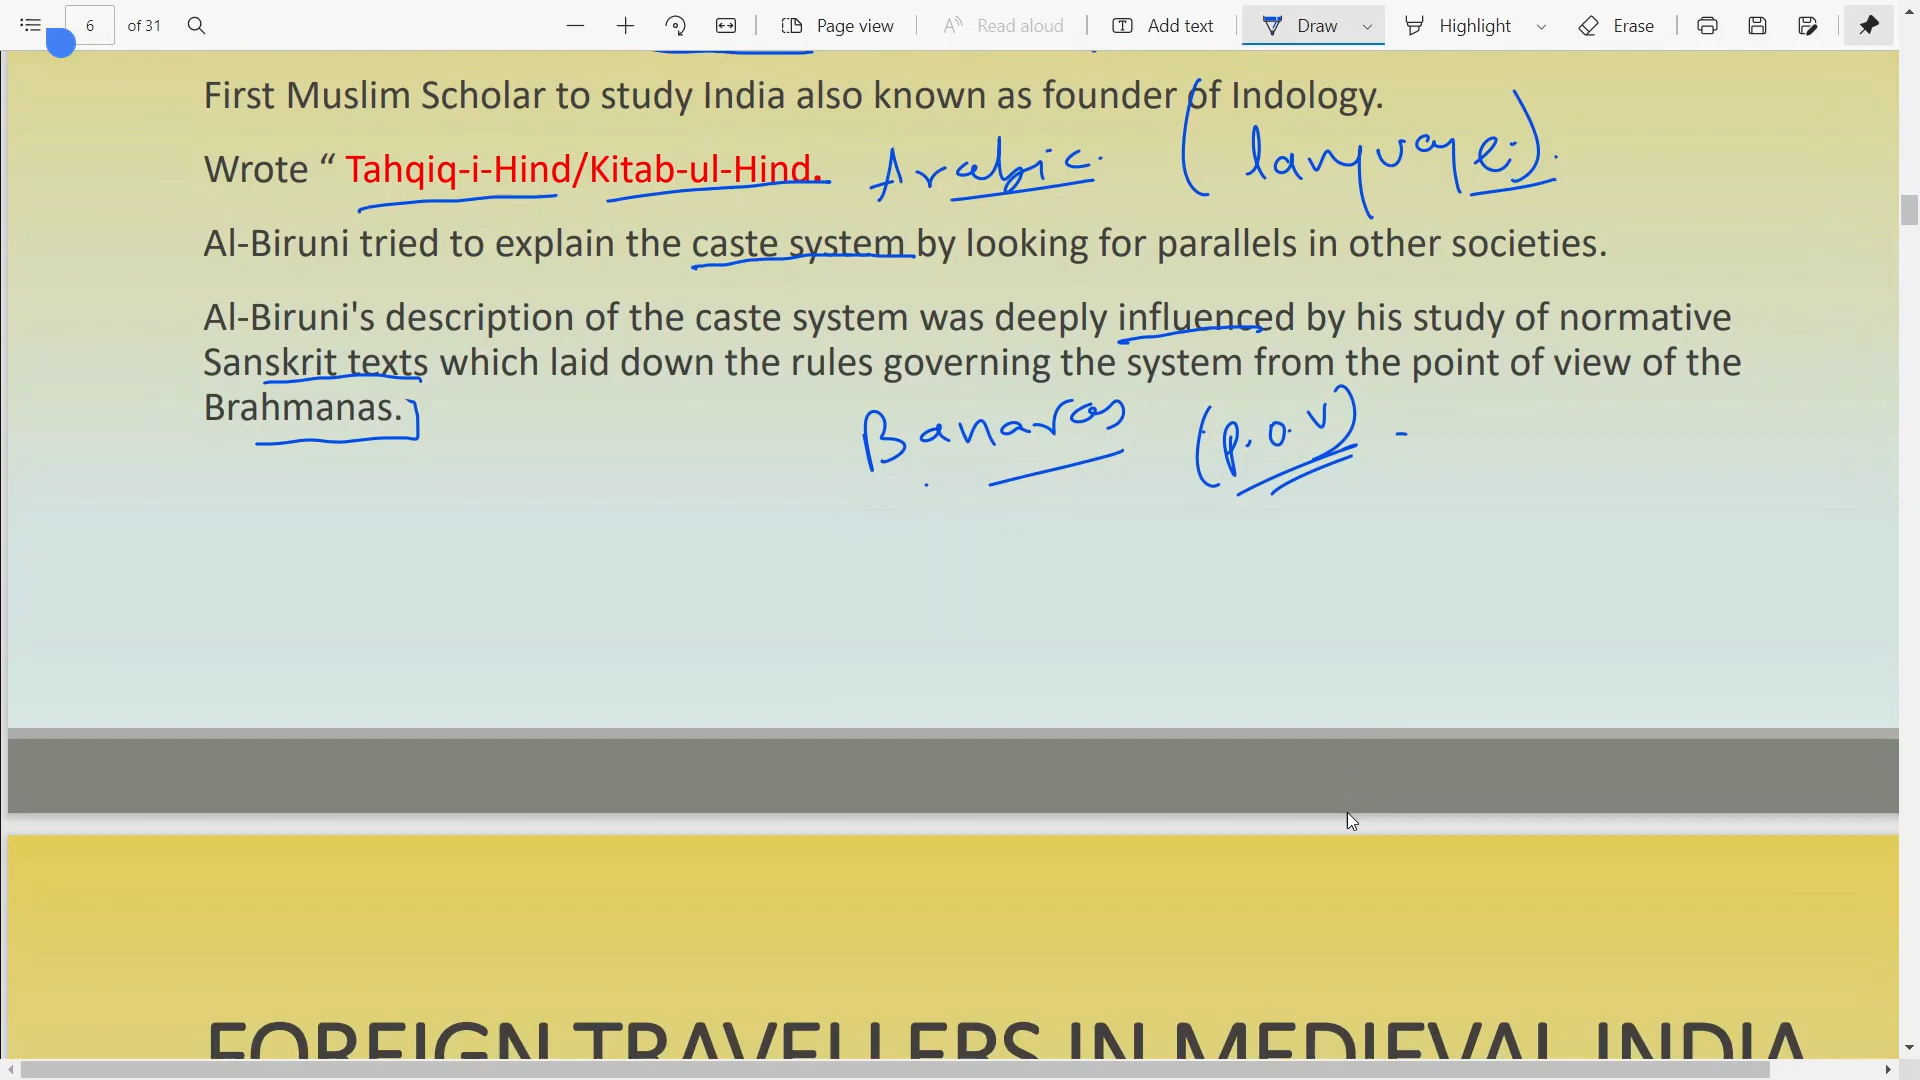 6 of 31 Page view Read aloud Add text Draw Highlight Erase
First Muslim Scholar to study India also known as founder of Indology.
Wrote “ Tahqiq-i-Hind/Kitab-ul-Hind. Arabic. (language.).
Al-Biruni tried to explain the caste system by looking for parallels in other societies.
Al-Biruni's description of the caste system was deeply influenced by his study of normative
Sanskrit texts which laid down the rules governing the system from the point of view of the
Brahmanas.]
Banaras (p.o.v) -
FOREIGN TRAVELLERS IN MEDIEVAL INDIA